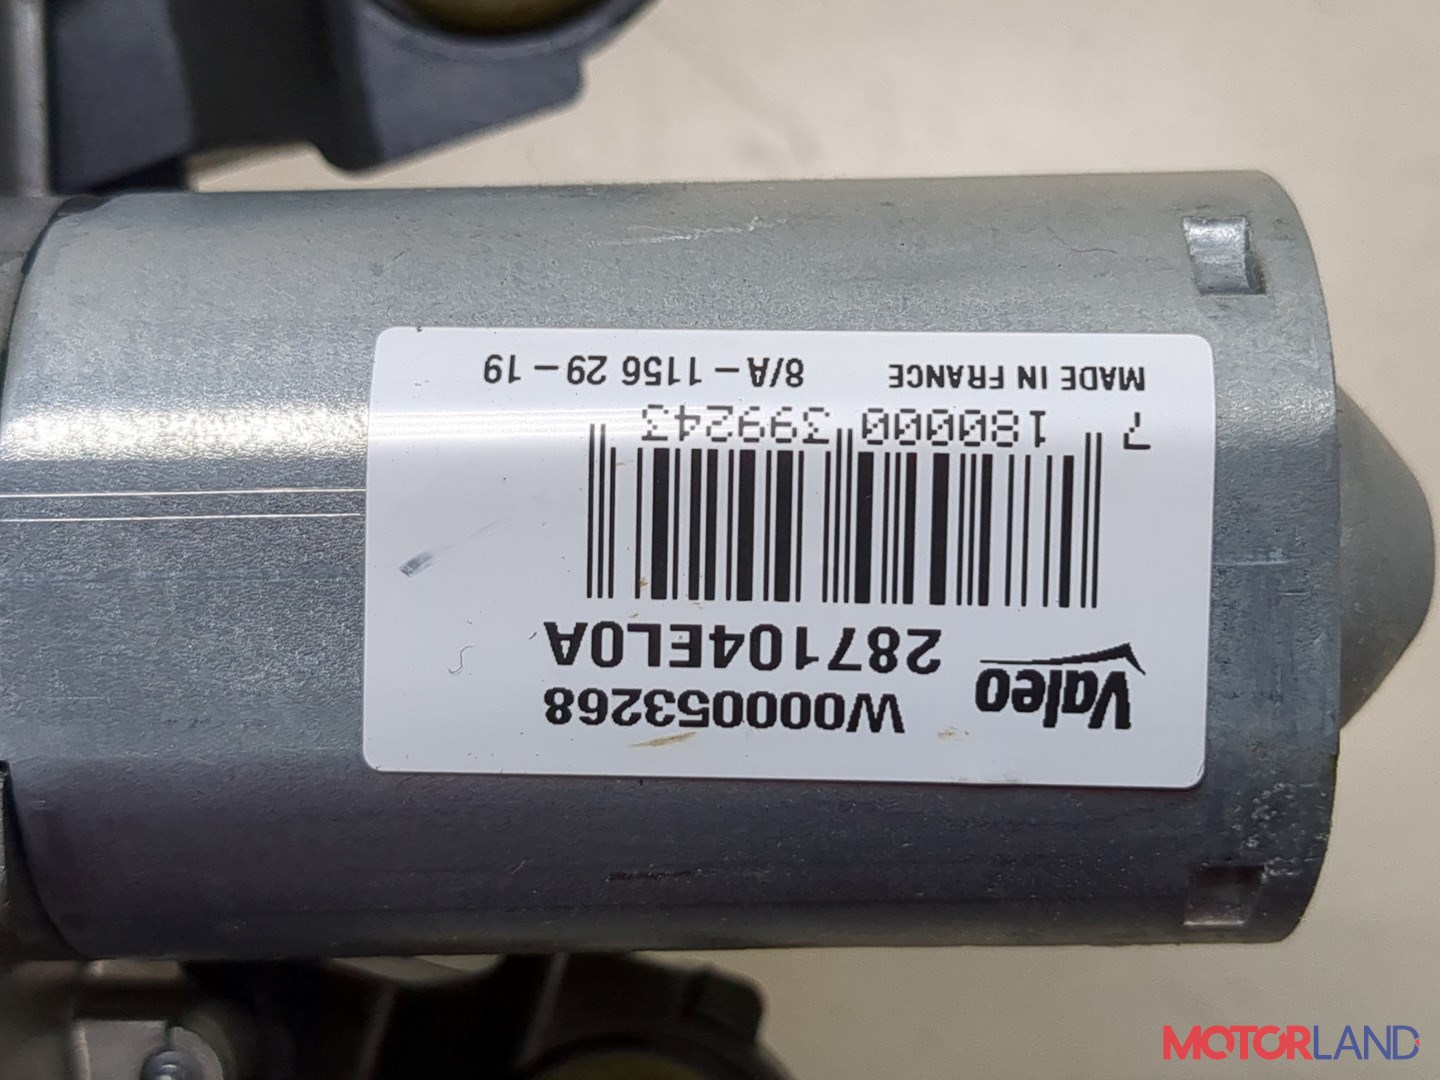 Valeo
W000053268
287104EL0A
7 180000 399243
MADE IN FRANCE 8/A - 1156 29 - 19
MOTORLAND